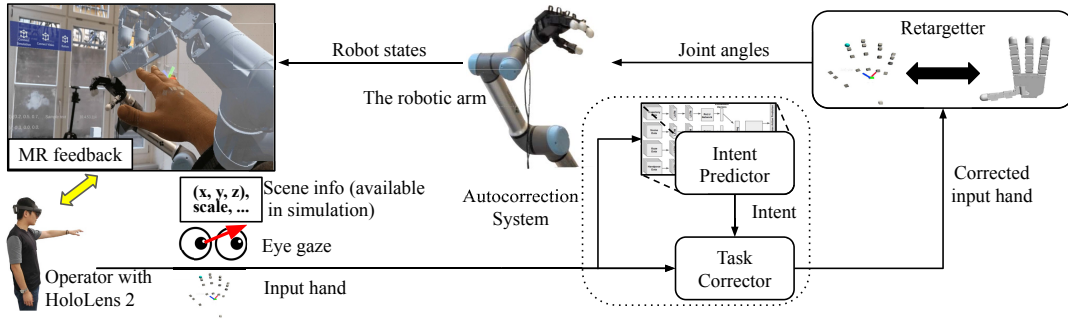 Robot states
Joint angles
Retargetter
The robotic arm
MR feedback
Intent
Predictor
Scene info (available
in simulation)
(x, y, z),
scale, ...
Autocorrection
System
Corrected
input hand
Intent
Eye gaze
Task
Corrector
Operator with
HoloLens 2
Input hand